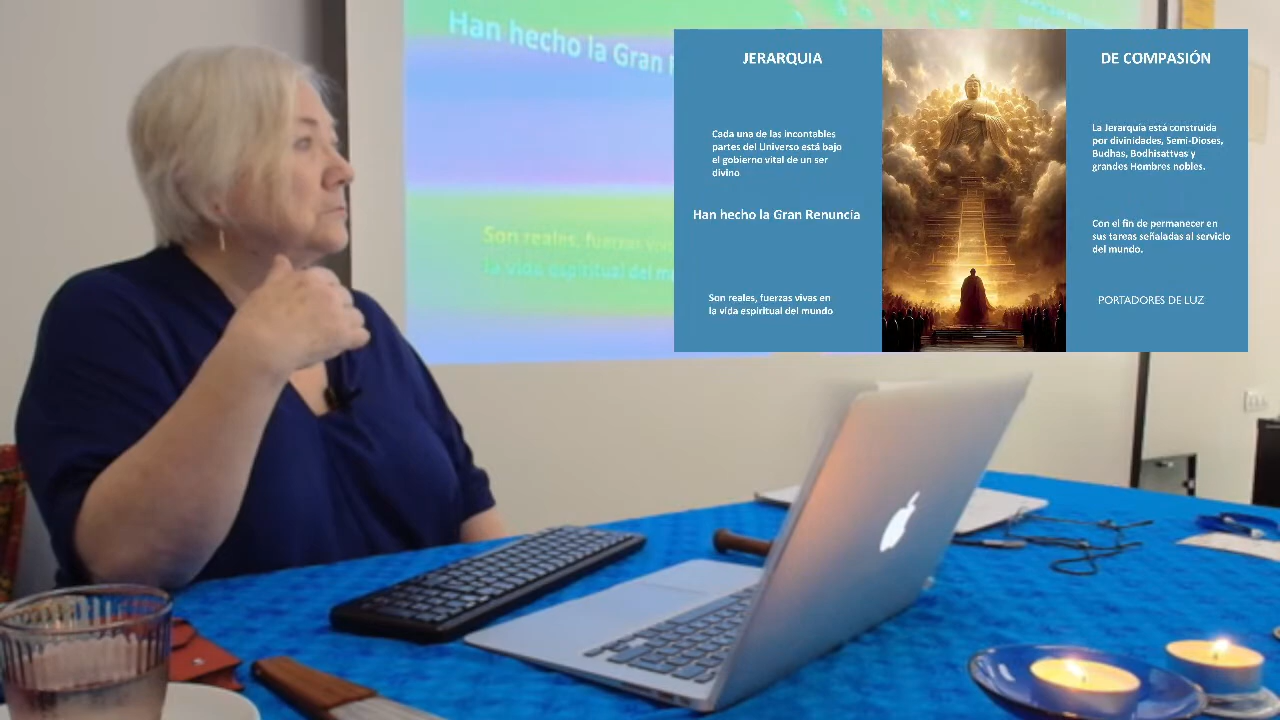 Han hecho la Gran
Son reales, fuerzas
la vida espiritual del
JERARQUIA
Cada una de las incontables
partes del Universo está bajo
el gobierno vital de un ser
divino
Han hecho la Gran Renuncia
Son reales, fuerzas vivas en
la vida espiritual del mundo
DE COMPASIÓN
La Jerarquía está construida
por divinidades, Semi-Dioses,
Budhas, Bodhisattvas y
grandes Hombres nobles.
Con el fin de permanecer en
sus tareas señaladas al servicio
del mundo.
PORTADORES DE LUZ